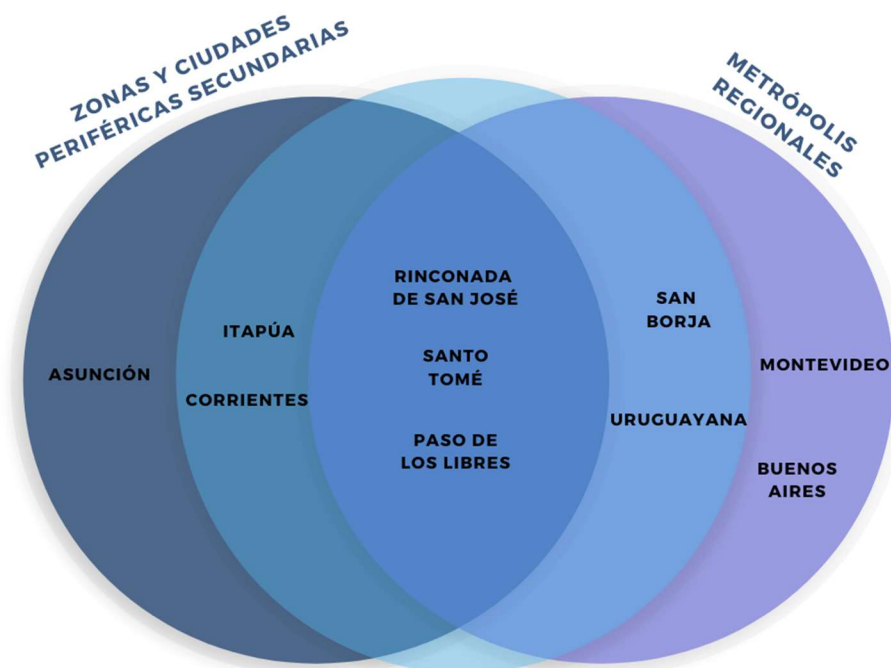 ZONAS Y CIUDADES
PERIFÉRICAS SECUNDARIAS
METRÓPOLIS
REGIONALES
ASUNCIÓN
ITAPÚA
CORRIENTES
RINCONADA
DE SAN JOSÉ
SANTO
TOMÉ
PASO DE
LOS LIBRES
SAN
BORJA
URUGUAYANA
MONTEVIDEO
BUENOS
AIRES